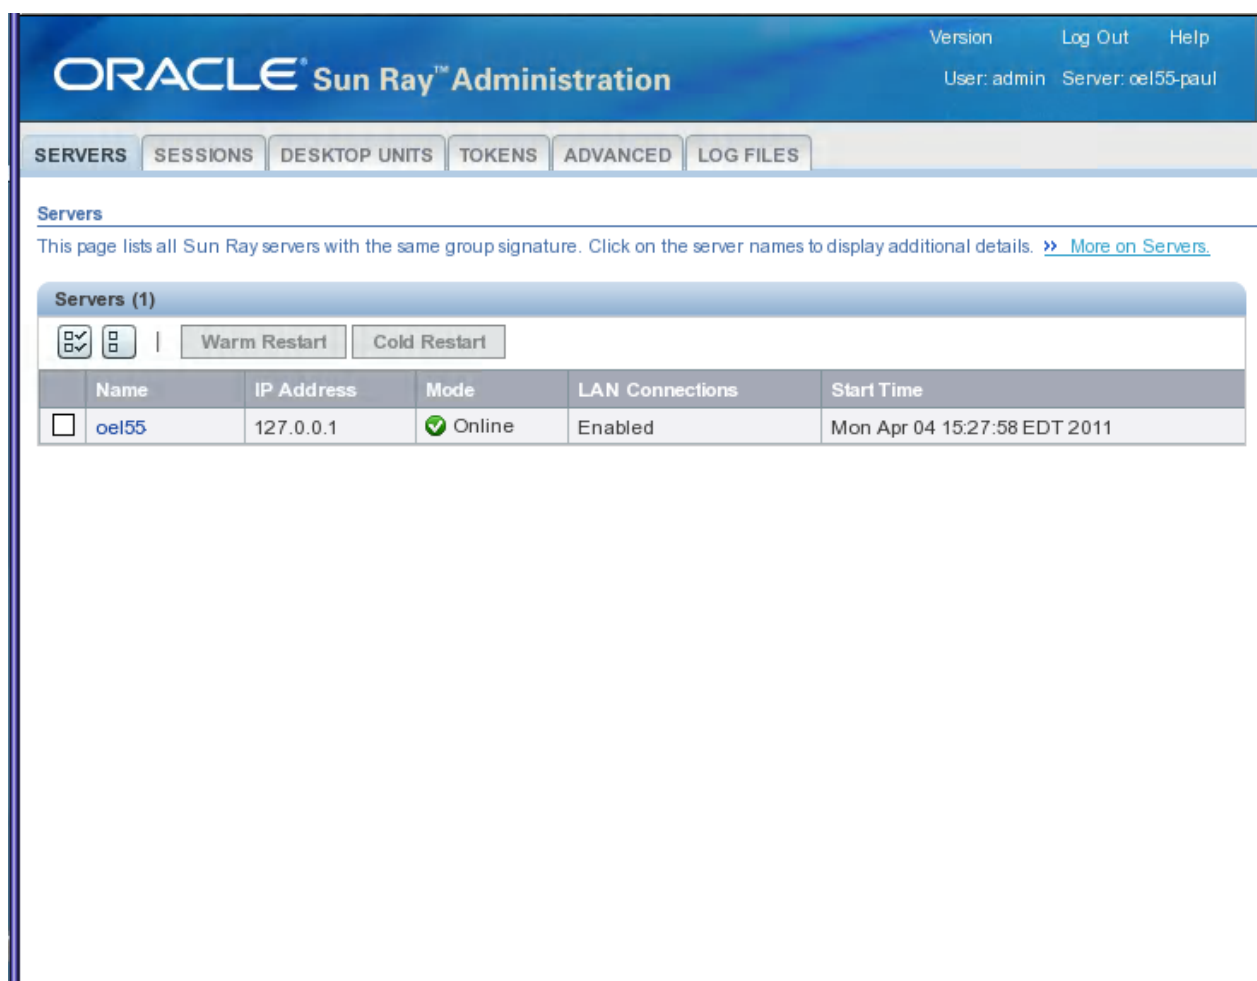 Version Log Out Help
ORACLE® Sun Ray™ Administration
User: admin Server: oel55-paul
SERVERS SESSIONS DESKTOP UNITS TOKENS ADVANCED LOG FILES
Servers
This page lists all Sun Ray servers with the same group signature. Click on the server names to display additional details. » More on Servers.
Servers (1)
Warm Restart Cold Restart
Name IP Address Mode LAN Connections Start Time
oel55 127.0.0.1 Online Enabled Mon Apr 04 15:27:58 EDT 2011